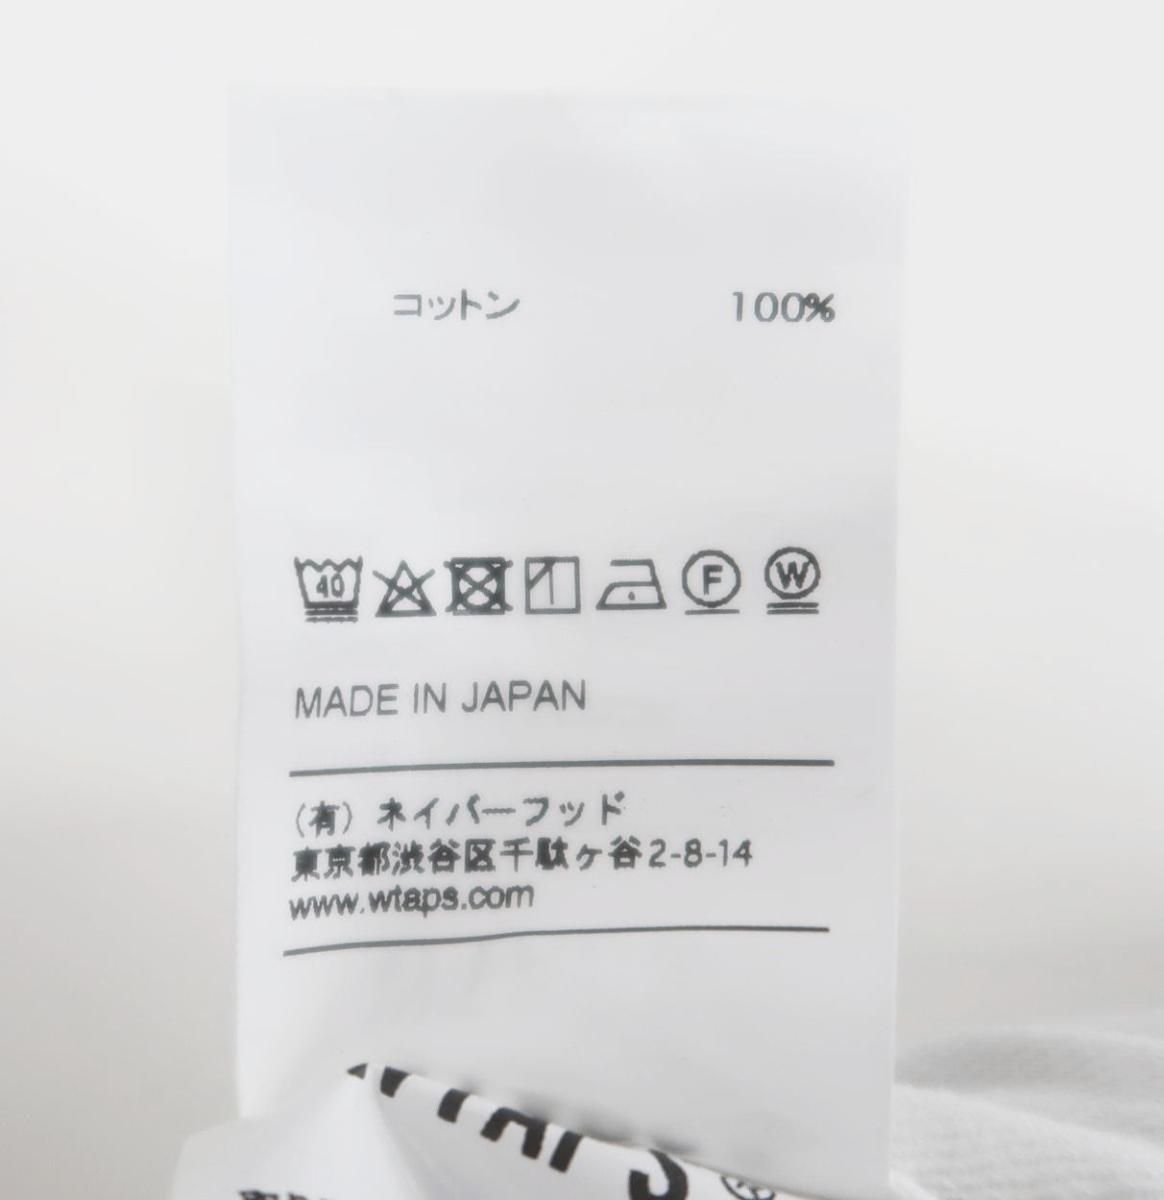 コットン 100%
40 F W
MADE IN JAPAN
(有) ネイバーフッド
東京都渋谷区千駄ヶ谷2-8-14
www.wtaps.com